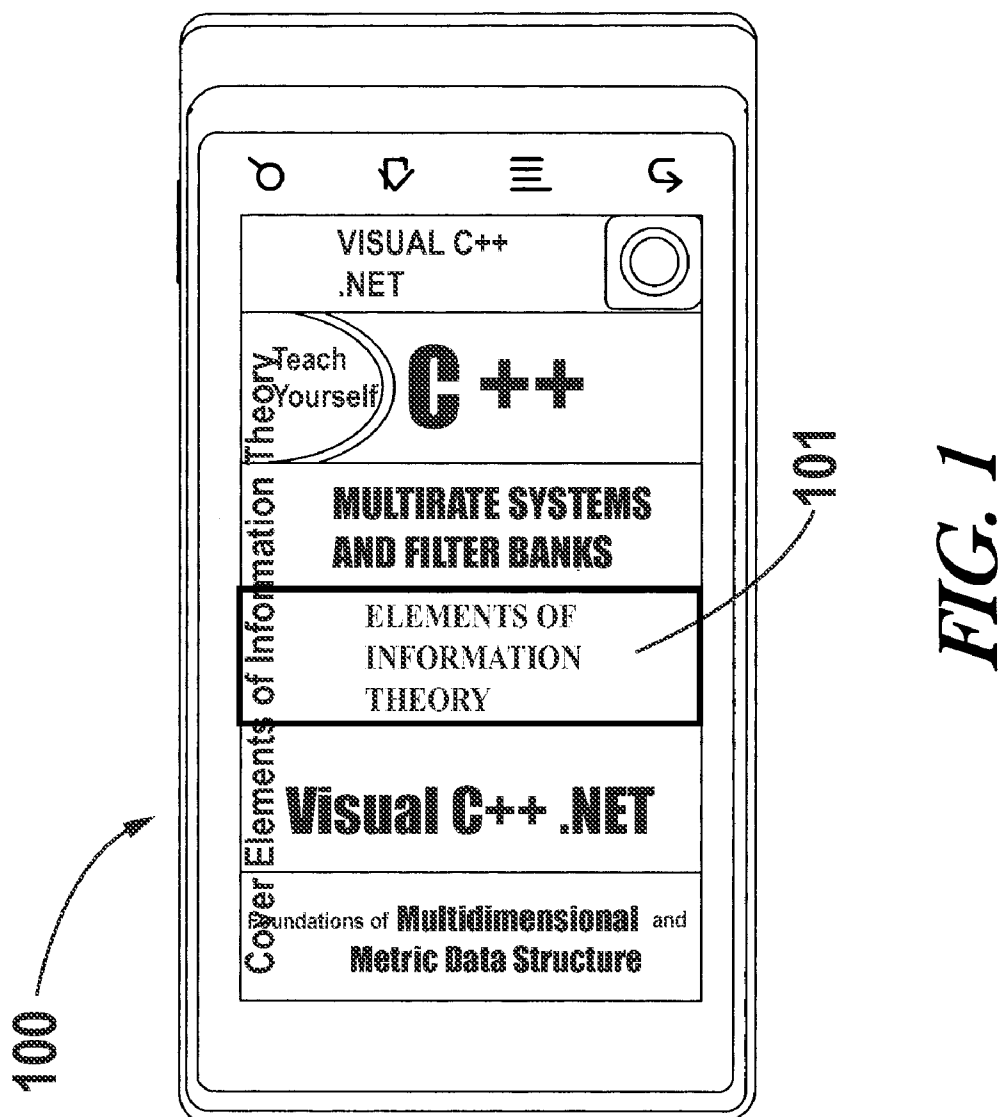 VISUAL C++
.NET
Teach
Yourself
C ++
MULTIRATE SYSTEMS
AND FILTER BANKS
ELEMENTS OF
INFORMATION
THEORY
Visual C++ .NET
Foundations of Multidimensional and
Metric Data Structure
Cover Elements of Information Theory
101
100
FIG. 1